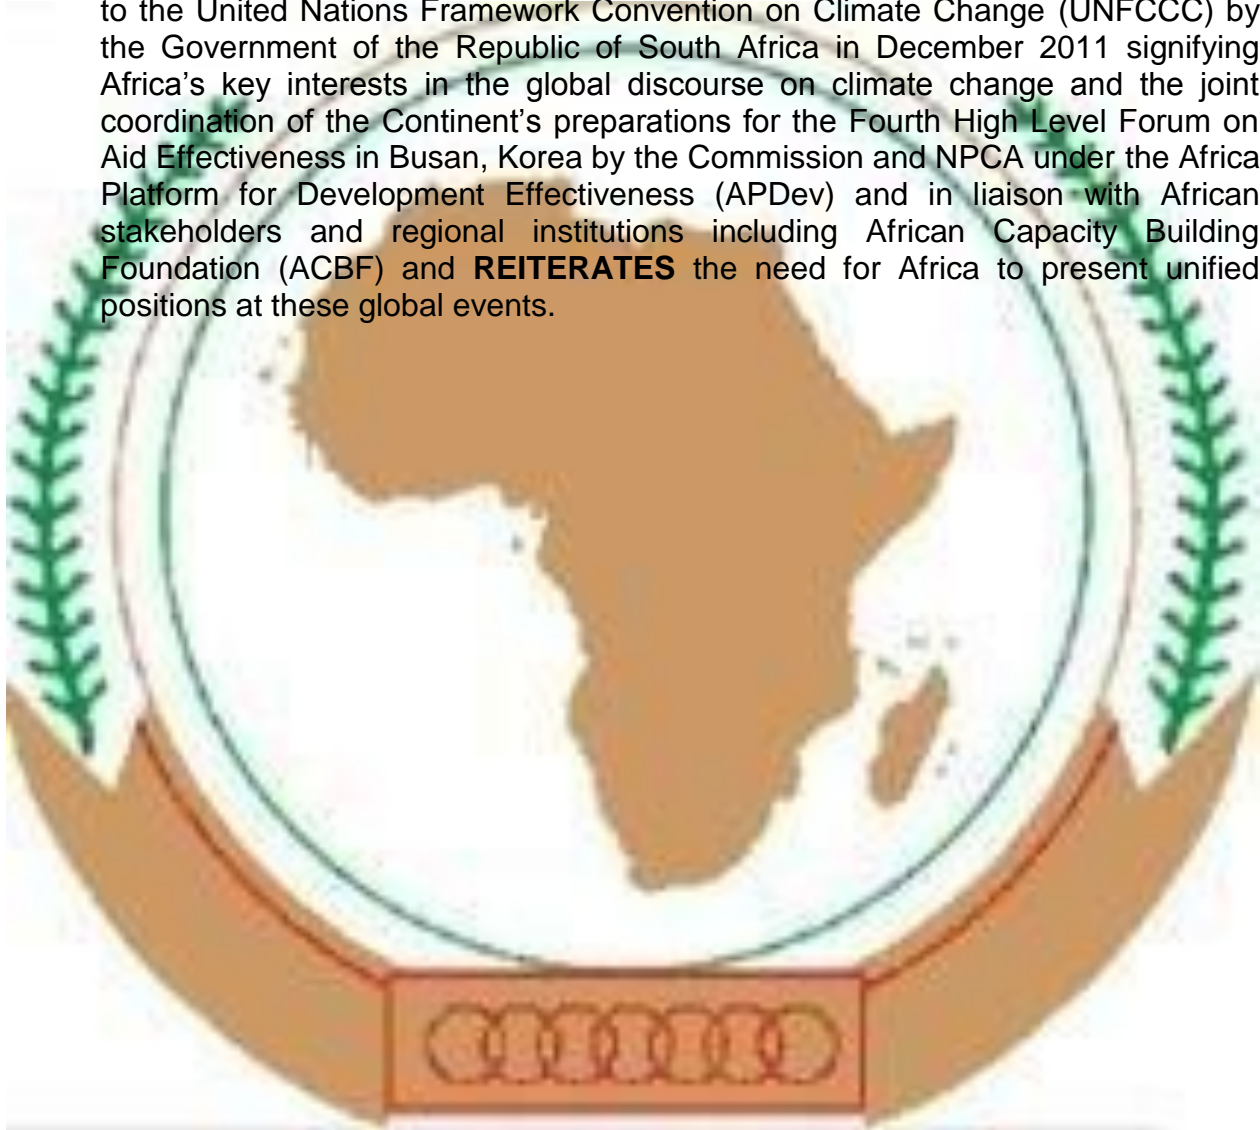 to the United Nations Framework Convention on Climate Change (UNFCCC) by
the Government of the Republic of South Africa in December 2011 signifying
Africa’s key interests in the global discourse on climate change and the joint
coordination of the Continent’s preparations for the Fourth High Level Forum on
Aid Effectiveness in Busan, Korea by the Commission and NPCA under the Africa
Platform for Development Effectiveness (APDev) and in liaison with African
stakeholders and regional institutions including African Capacity Building
Foundation (ACBF) and REITERATES the need for Africa to present unified
positions at these global events.